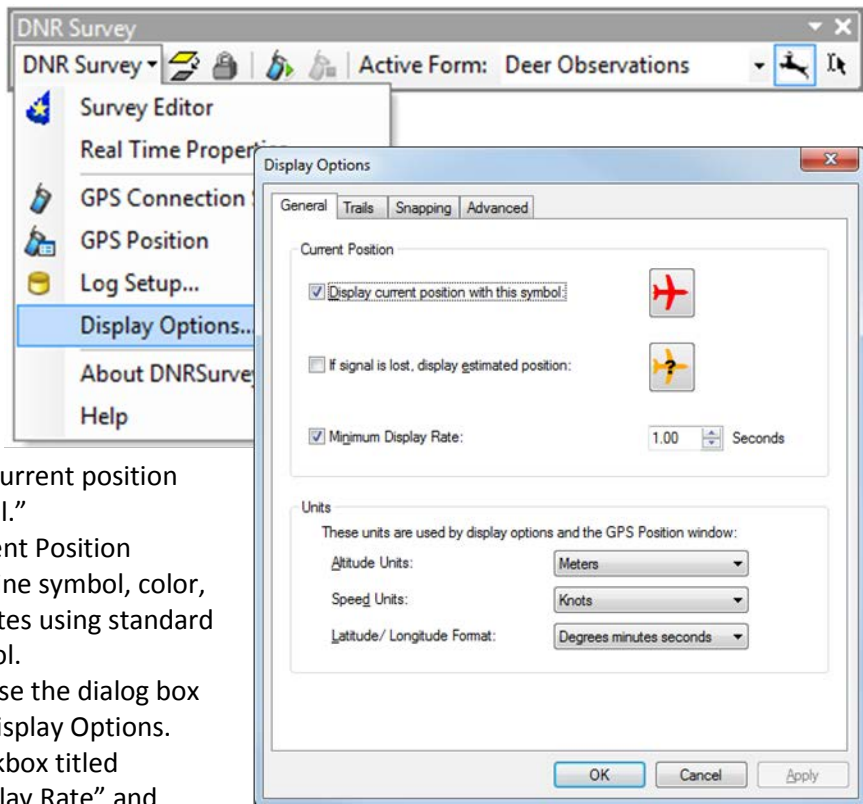 DNR Survey
DNR Survey Active Form: Deer Observations
Survey Editor
Real Time Properties
GPS Connection
GPS Position
Log Setup...
Display Options...
About DNRSurve
Help
Display Options
General Trails Snapping Advanced
Current Position
Display current position with this symbol:
If signal is lost, display estimated position:
?
Minimum Display Rate: 1.00 Seconds
Units
These units are used by display options and the GPS Position window:
Altitude Units: Meters
Speed Units: Knots
Latitude/ Longitude Format: Degrees minutes seconds
OK Cancel Apply
urrent position
l.”
ent Position
ine symbol, color,
tes using standard
ol.
se the dialog box
isplay Options.
kbox titled
lay Rate” and